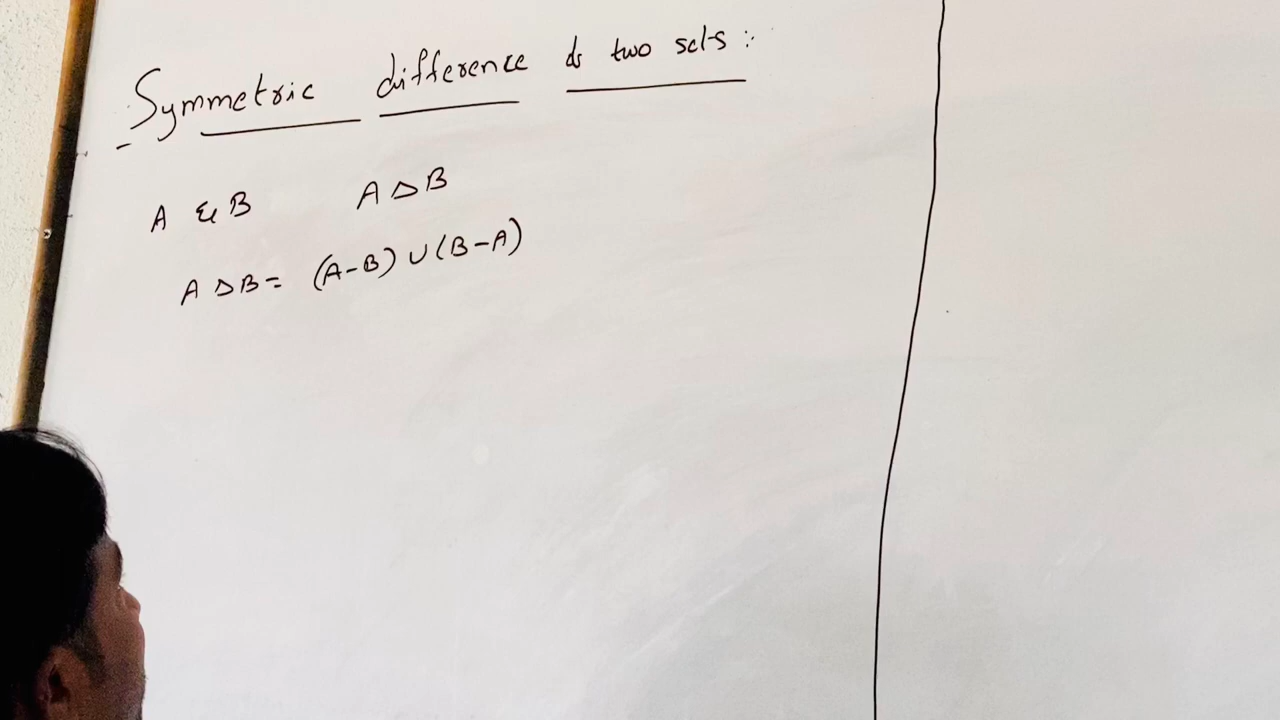 Symmetric difference of two sets :
A & B A Δ B
A Δ B = (A-B) ∪ (B-A)